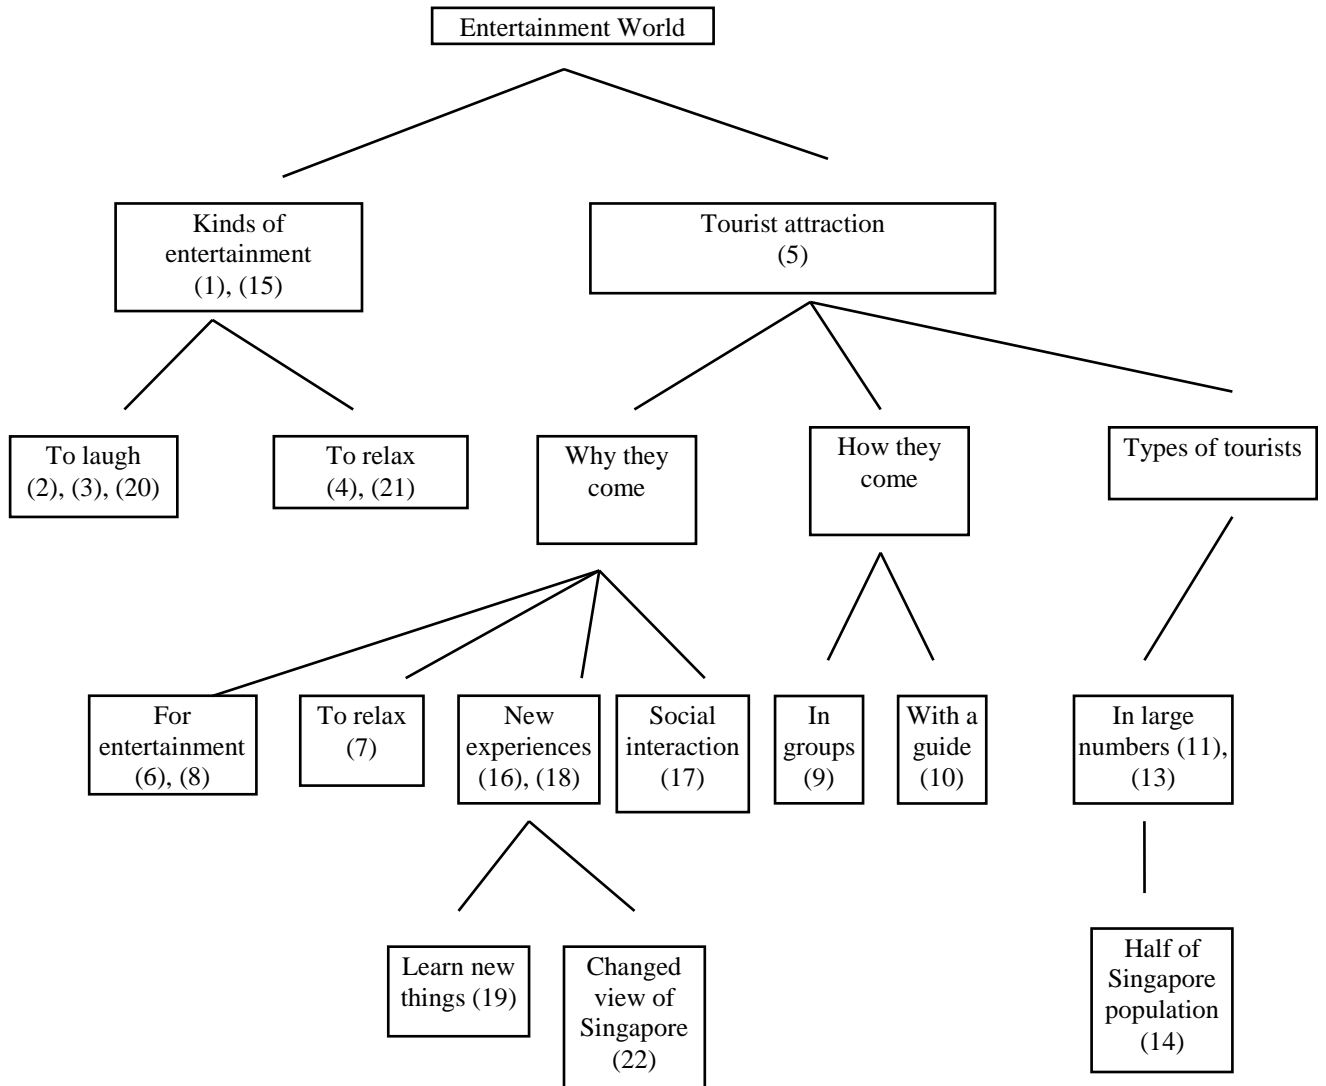 Entertainment World
Kinds of
entertainment
(1), (15)
Tourist attraction
(5)
To laugh
(2), (3), (20)
To relax
(4), (21)
Why they
come
How they
come
Types of tourists
For
entertainment
(6), (8)
To relax
(7)
New
experiences
(16), (18)
Social
interaction
(17)
In
groups
(9)
With a
guide
(10)
In large
numbers (11),
(13)
Learn new
things (19)
Changed
view of
Singapore
(22)
Half of
Singapore
population
(14)